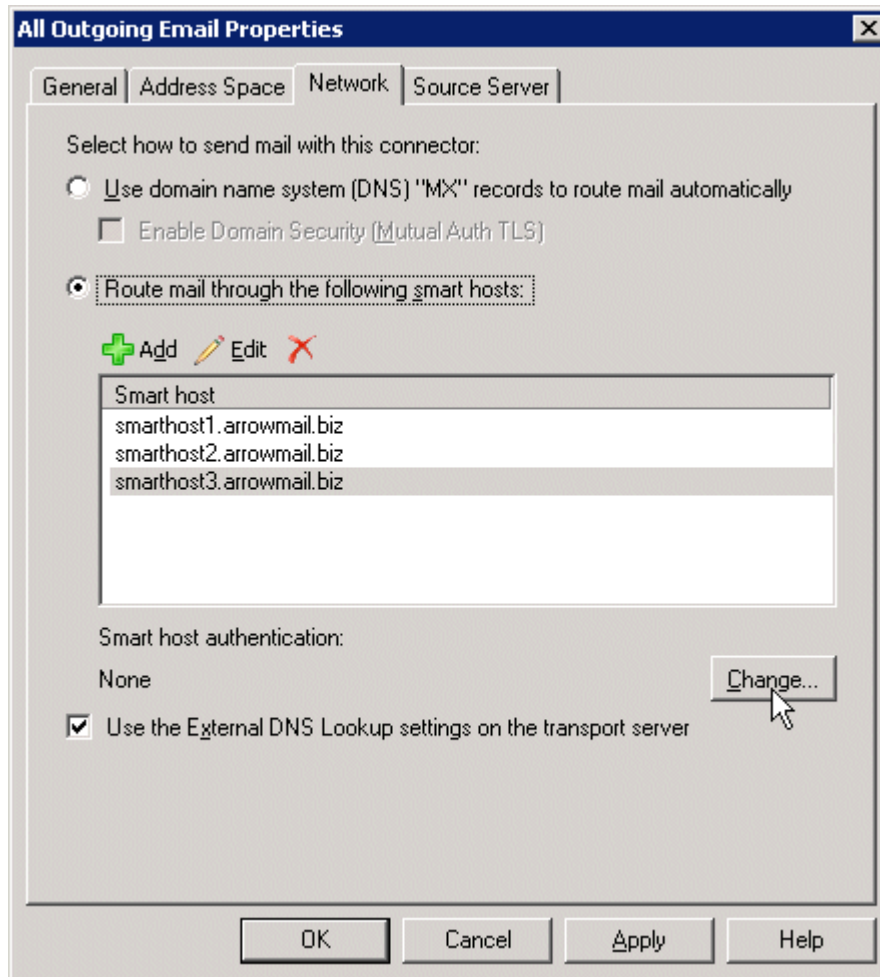 All Outgoing Email Properties
General Address Space Network Source Server
Select how to send mail with this connector:
Use domain name system (DNS) "MX" records to route mail automatically
Enable Domain Security (Mutual Auth TLS)
Route mail through the following smart hosts:
Add Edit
Smart host
smarthost1.arrowmail.biz
smarthost2.arrowmail.biz
smarthost3.arrowmail.biz
Smart host authentication:
None Change...
Use the External DNS Lookup settings on the transport server
OK Cancel Apply Help